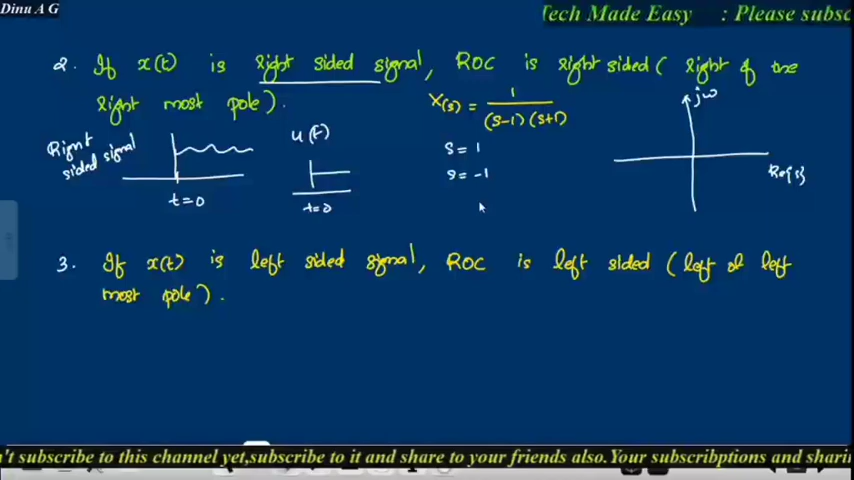 Dinu A G
Tech Made Easy : Please subsc
2. If x(t) is right sided signal, ROC is right sided ( right of the
right most pole ).
X(s) = 1
(s-1) (s+1)
jω
Right
sided signal
u(t)
s = 1
s = -1
Re{s}
t=0
t=0
3. If x(t) is left sided signal, ROC is left sided ( left of left
most pole ).
't subscribe to this channel yet,subscribe to it and share to your friends also.Your subscribptions and sharin